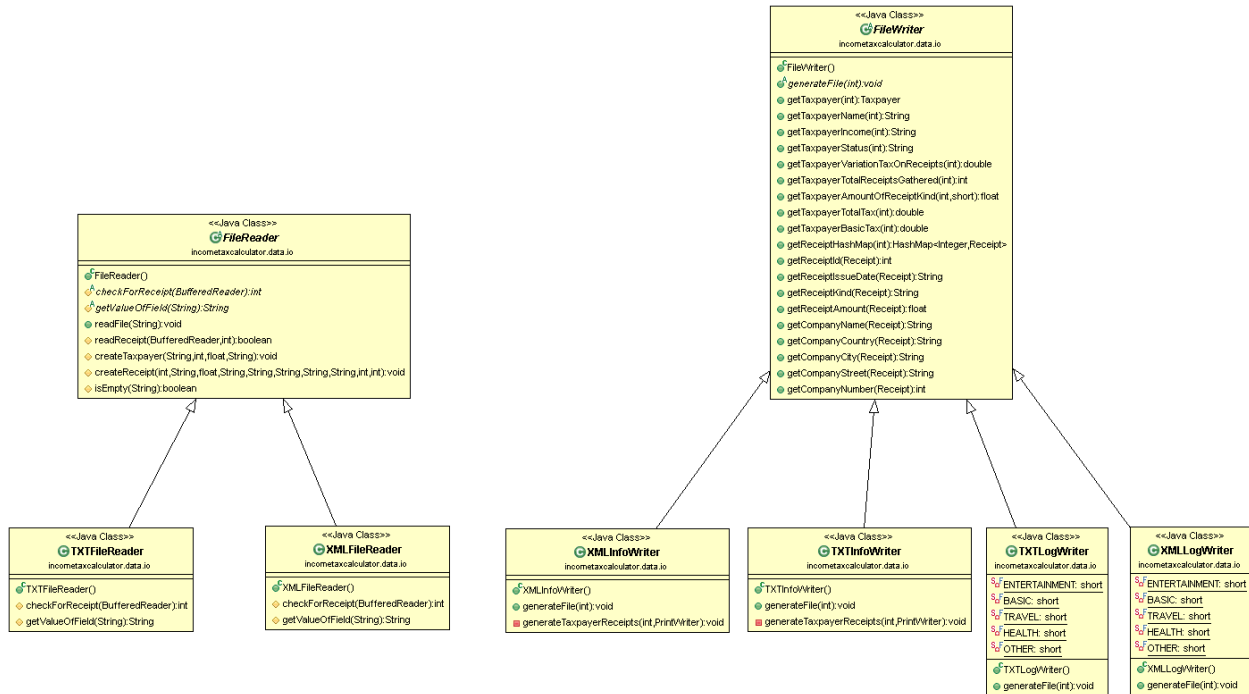 <<Java Class>>
FileWriter
incometaxcalculator.data.io
FileWriter()
generateFile(int):void
getTaxpayer(int):Taxpayer
getTaxpayerName(int):String
getTaxpayerIncome(int):String
getTaxpayerStatus(int):String
getTaxpayerVariationTaxOnReceipts(int):double
getTaxpayerTotalReceiptsGathered(int):int
getTaxpayerAmountOfReceiptKind(int,short):float
getTaxpayerTotalTax(int):double
getTaxpayerBasicTax(int):double
getReceiptHashMap(int):HashMap<Integer,Receipt>
getReceiptId(Receipt):int
getReceiptIssueDate(Receipt):String
getReceiptKind(Receipt):String
getReceiptAmount(Receipt):float
getCompanyName(Receipt):String
getCompanyCountry(Receipt):String
getCompanyCity(Receipt):String
getCompanyStreet(Receipt):String
getCompanyNumber(Receipt):int
<<Java Class>>
FileReader
incometaxcalculator.data.io
FileReader()
checkForReceipt(BufferedReader):int
getValueOfField(String):String
readFile(String):void
readReceipt(BufferedReader,int):boolean
createTaxpayer(String,int,float,String):void
createReceipt(int,String,float,String,String,String,String,String,int,int):void
isEmpty(String):boolean
<<Java Class>>
TXTFileReader
incometaxcalculator.data.io
TXTFileReader()
checkForReceipt(BufferedReader):int
getValueOfField(String):String
<<Java Class>>
XMLFileReader
incometaxcalculator.data.io
XMLFileReader()
checkForReceipt(BufferedReader):int
getValueOfField(String):String
<<Java Class>>
XMLInfoWriter
incometaxcalculator.data.io
XMLInfoWriter()
generateFile(int):void
generateTaxpayerReceipts(int,PrintWriter):void
<<Java Class>>
TXTInfoWriter
incometaxcalculator.data.io
TXTInfoWriter()
generateFile(int):void
generateTaxpayerReceipts(int,PrintWriter):void
<<Java Class>>
TXTLogWriter
incometaxcalculator.data.io
ENTERTAINMENT: short
BASIC: short
TRAVEL: short
HEALTH: short
OTHER: short
TXTLogWriter()
generateFile(int):void
<<Java Class>>
XMLLogWriter
incometaxcalculator.data.io
ENTERTAINMENT: short
BASIC: short
TRAVEL: short
HEALTH: short
OTHER: short
XMLLogWriter()
generateFile(int):void